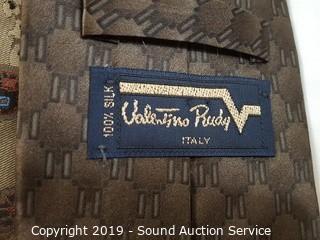 100% SILK
Valentino Rudy
ITALY
Copyright 2019 - Sound Auction Service